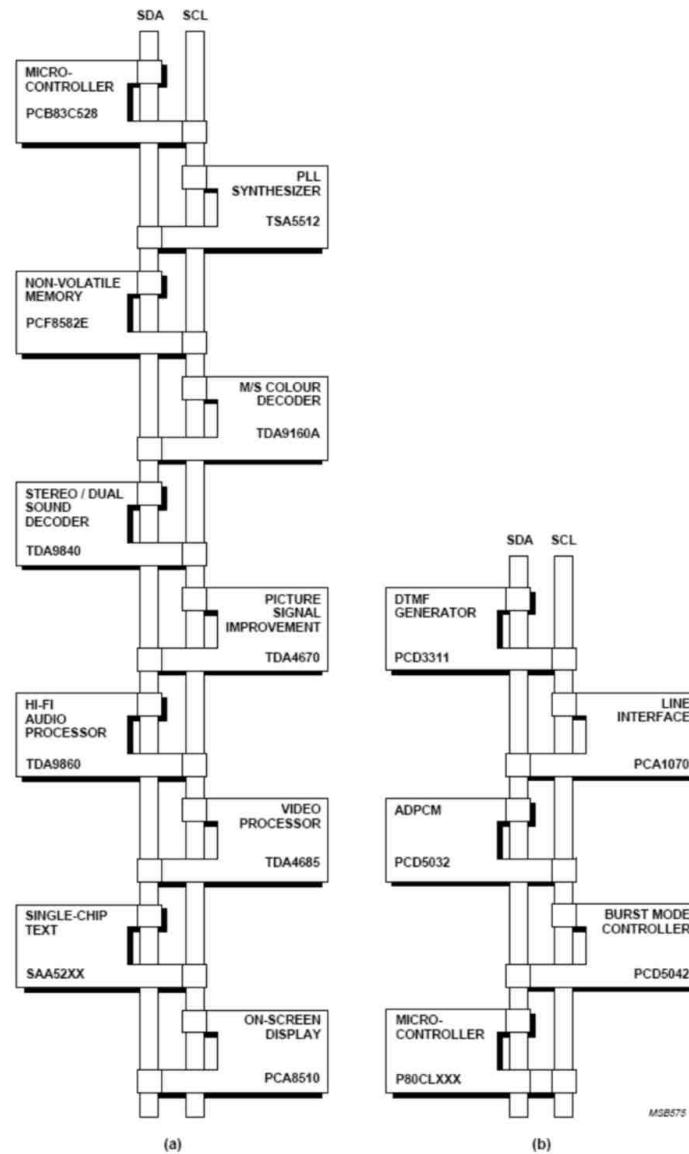 SDA SCL
MICRO-
CONTROLLER
PCB83C528
PLL
SYNTHESIZER
TSA5512
NON-VOLATILE
MEMORY
PCF8582E
M/S COLOUR
DECODER
TDA9160A
STEREO / DUAL
SOUND
DECODER
TDA9840
PICTURE
SIGNAL
IMPROVEMENT
TDA4670
HI-FI
AUDIO
PROCESSOR
TDA9860
VIDEO
PROCESSOR
TDA4685
SINGLE-CHIP
TEXT
SAA52XX
ON-SCREEN
DISPLAY
PCA8510
(a)
SDA SCL
DTMF
GENERATOR
PCD3311
LINE
INTERFACE
PCA1070
ADPCM
PCD5032
BURST MODE
CONTROLLER
PCD5042
MICRO-
CONTROLLER
P80CLXXX
MSB575
(b)